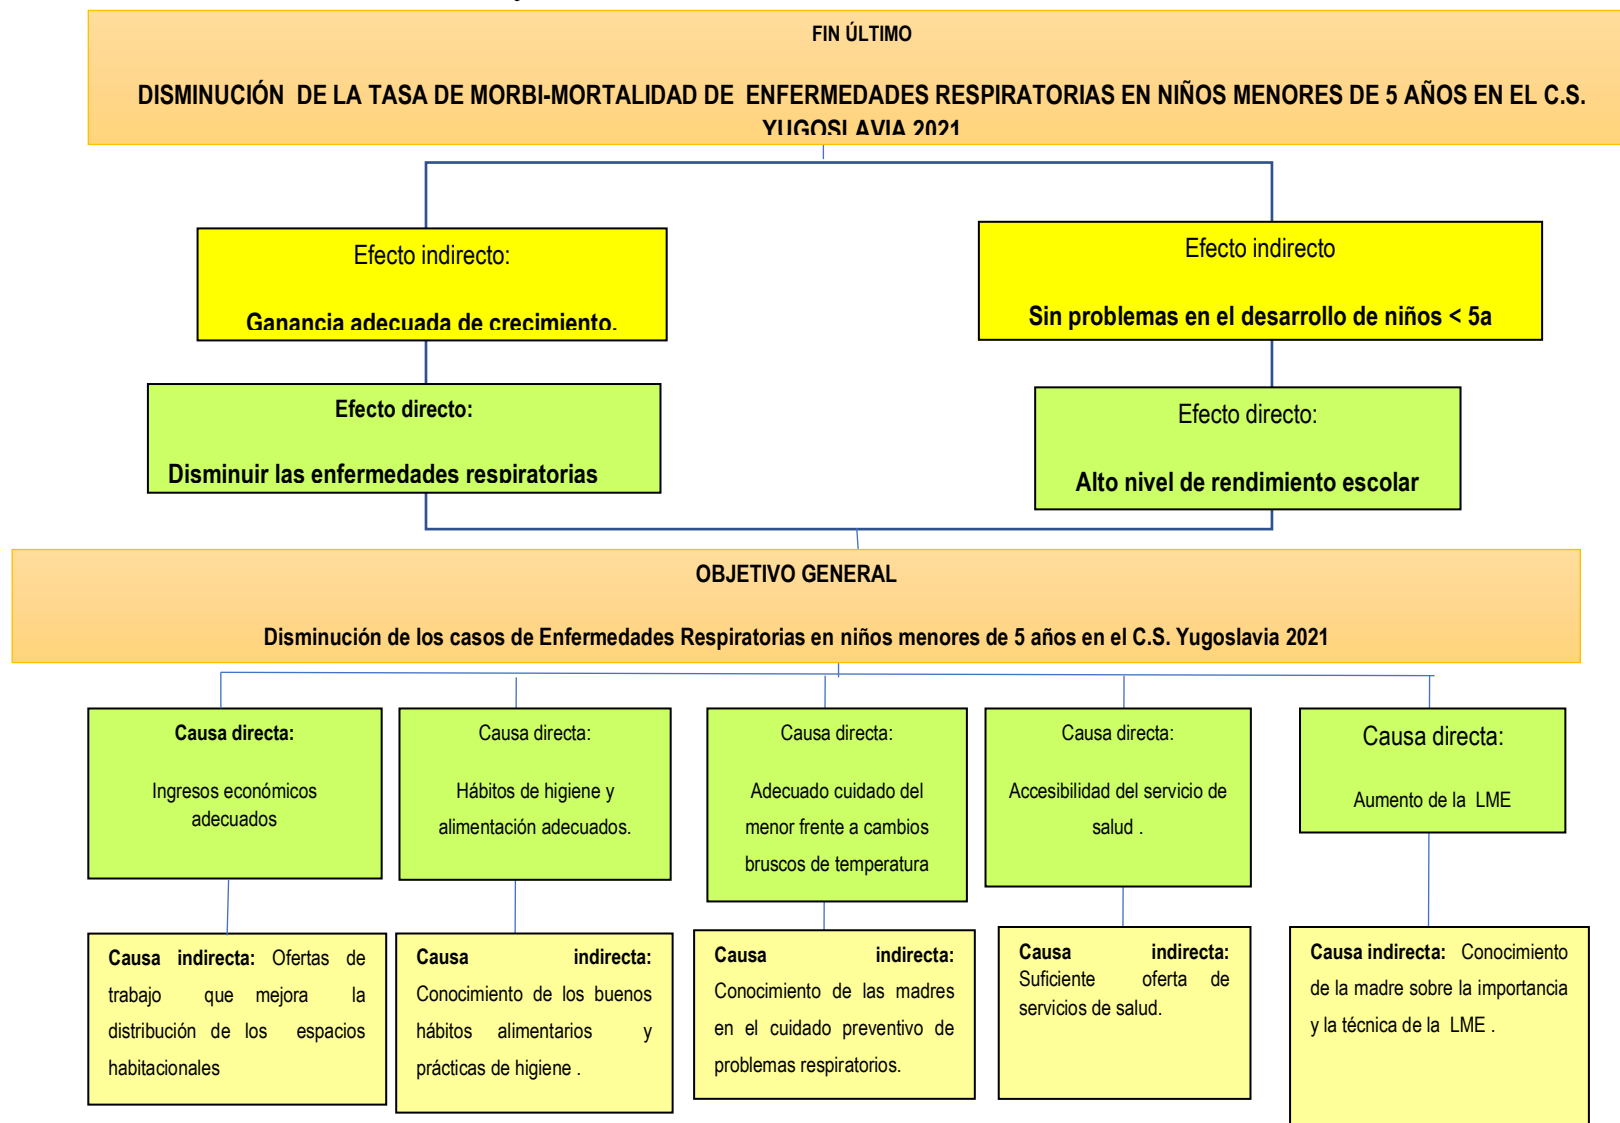 FIN ÚLTIMO
DISMINUCIÓN DE LA TASA DE MORBI-MORTALIDAD DE ENFERMEDADES RESPIRATORIAS EN NIÑOS MENORES DE 5 AÑOS EN EL C.S.
YUGOSLAVIA 2021
Efecto indirecto:
Ganancia adecuada de crecimiento.
Efecto indirecto
Sin problemas en el desarrollo de niños < 5a
Efecto directo:
Disminuir las enfermedades respiratorias
Efecto directo:
Alto nivel de rendimiento escolar
OBJETIVO GENERAL
Disminución de los casos de Enfermedades Respiratorias en niños menores de 5 años en el C.S. Yugoslavia 2021
Causa directa:
Ingresos económicos
adecuados
Causa directa:
Hábitos de higiene y
alimentación adecuados.
Causa directa:
Adecuado cuidado del
menor frente a cambios
bruscos de temperatura
Causa directa:
Accesibilidad del servicio de
salud .
Causa directa:
Aumento de la LME
Causa indirecta: Ofertas de
trabajo que mejora la
distribución de los espacios
habitacionales
Causa indirecta:
Conocimiento de los buenos
hábitos alimentarios y
prácticas de higiene .
Causa indirecta:
Conocimiento de las madres
en el cuidado preventivo de
problemas respiratorios.
Causa indirecta:
Suficiente oferta de
servicios de salud.
Causa indirecta: Conocimiento
de la madre sobre la importancia
y la técnica de la LME .